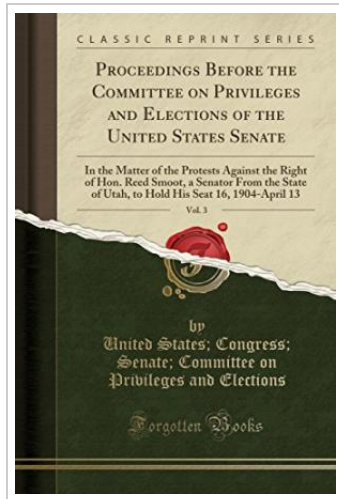 CLASSIC REPRINT SERIES
PROCEEDINGS BEFORE THE
COMMITTEE ON PRIVILEGES
AND ELECTIONS OF THE
UNITED STATES SENATE
In the Matter of the Protests Against the Right
of Hon. Reed Smoot, a Senator From the State
of Utah, to Hold His Seat 16, 1904-April 13
Vol. 3
by
United States; Congress;
Senate; Committee on
Privileges and Elections
Forgotten Books